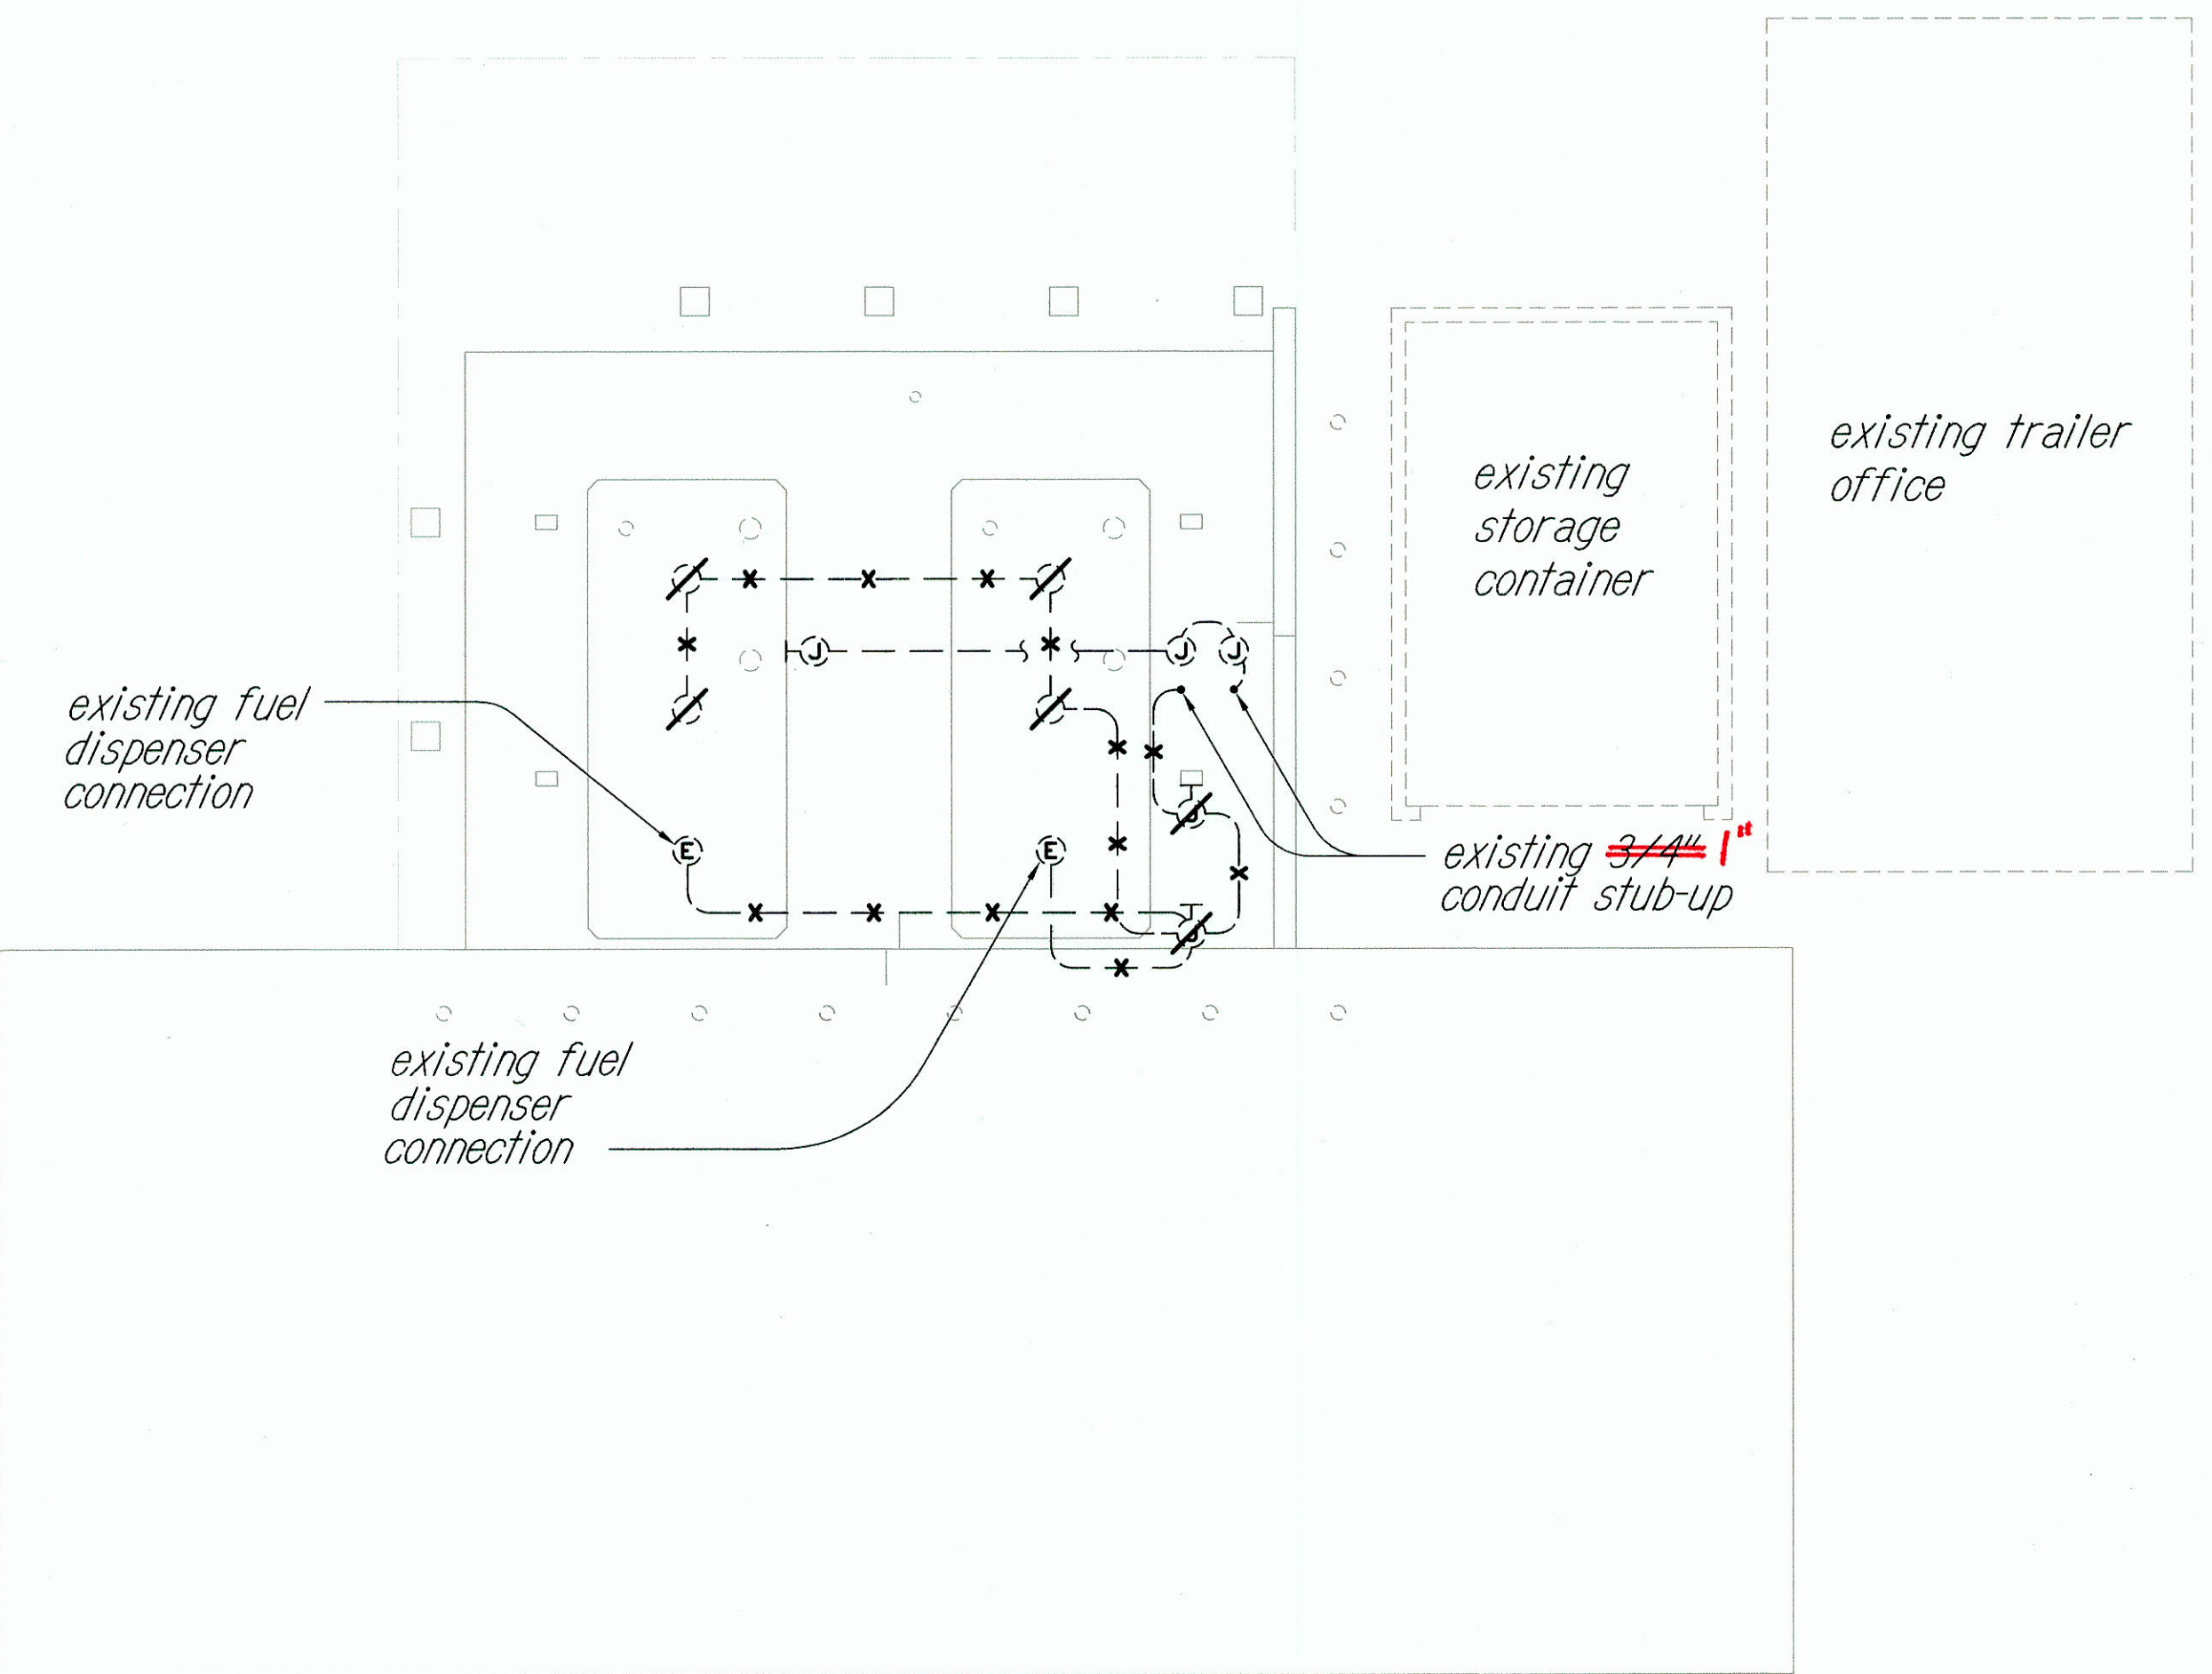 existing trailer
office
existing
storage
container
J
J
J
existing fuel
dispenser
connection
J
E
E
existing 3/4" 1"
conduit stub-up
J
existing fuel
dispenser
connection